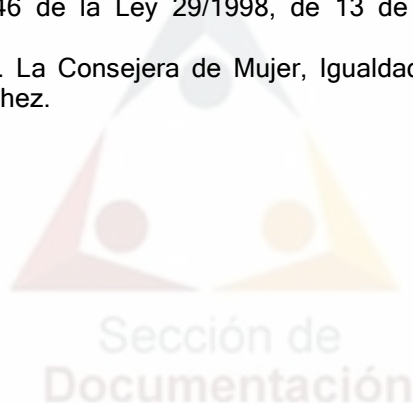 46 de la Ley 29/1998, de 13 de
. La Consejera de Mujer, Igualdad
hez.
Sección de
Documentación